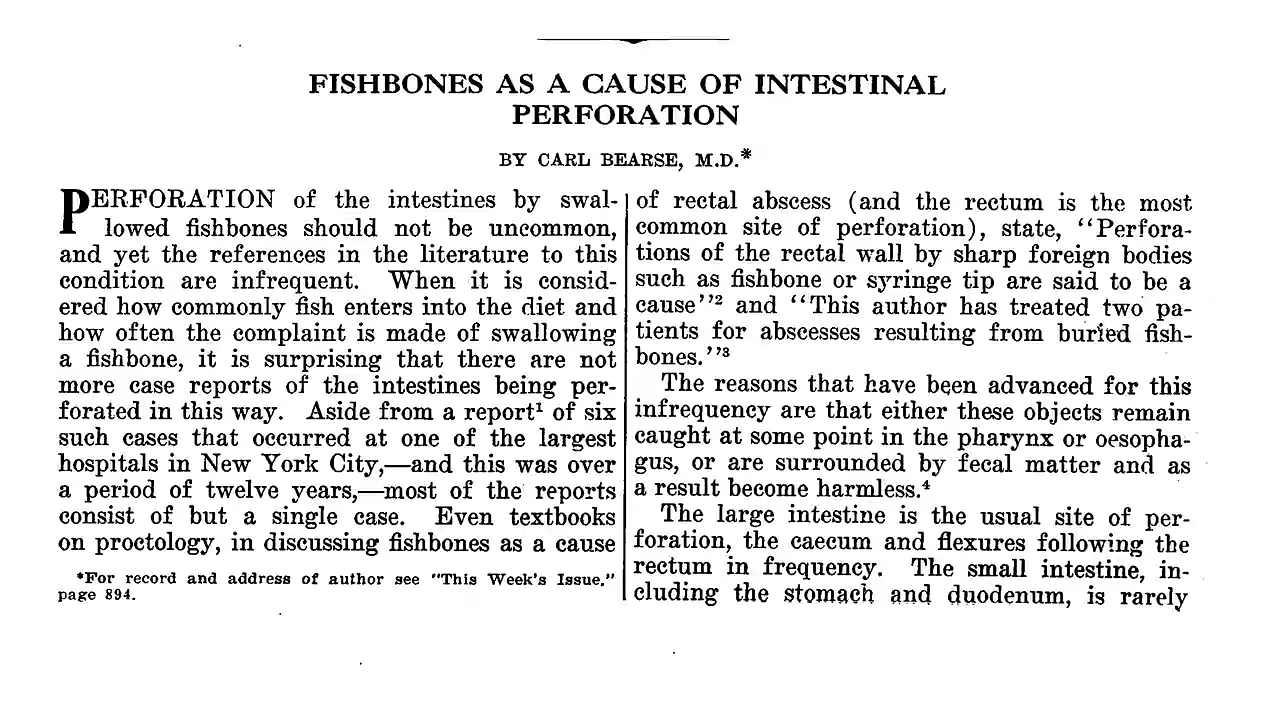 FISHBONES AS A CAUSE OF INTESTINAL
PERFORATION
BY CARL BEARSE, M.D.*
PERFORATION of the intestines by swal-
lowed fishbones should not be uncommon,
and yet the references in the literature to this
condition are infrequent. When it is consid-
ered how commonly fish enters into the diet and
how often the complaint is made of swallowing
a fishbone, it is surprising that there are not
more case reports of the intestines being per-
forated in this way. Aside from a report¹ of six
such cases that occurred at one of the largest
hospitals in New York City,—and this was over
a period of twelve years,—most of the reports
consist of but a single case. Even textbooks
on proctology, in discussing fishbones as a cause
*For record and address of author see "This Week's Issue,"
page 894.
of rectal abscess (and the rectum is the most
common site of perforation), state, ‘‘Perfora-
tions of the rectal wall by sharp foreign bodies
such as fishbone or syringe tip are said to be a
cause’’² and ‘‘This author has treated two pa-
tients for abscesses resulting from buried fish-
bones.’’³
The reasons that have been advanced for this
infrequency are that either these objects remain
caught at some point in the pharynx or oesopha-
gus, or are surrounded by fecal matter and as
a result become harmless.⁴
The large intestine is the usual site of per-
foration, the caecum and flexures following the
rectum in frequency. The small intestine, in-
cluding the stomach and duodenum, is rarely